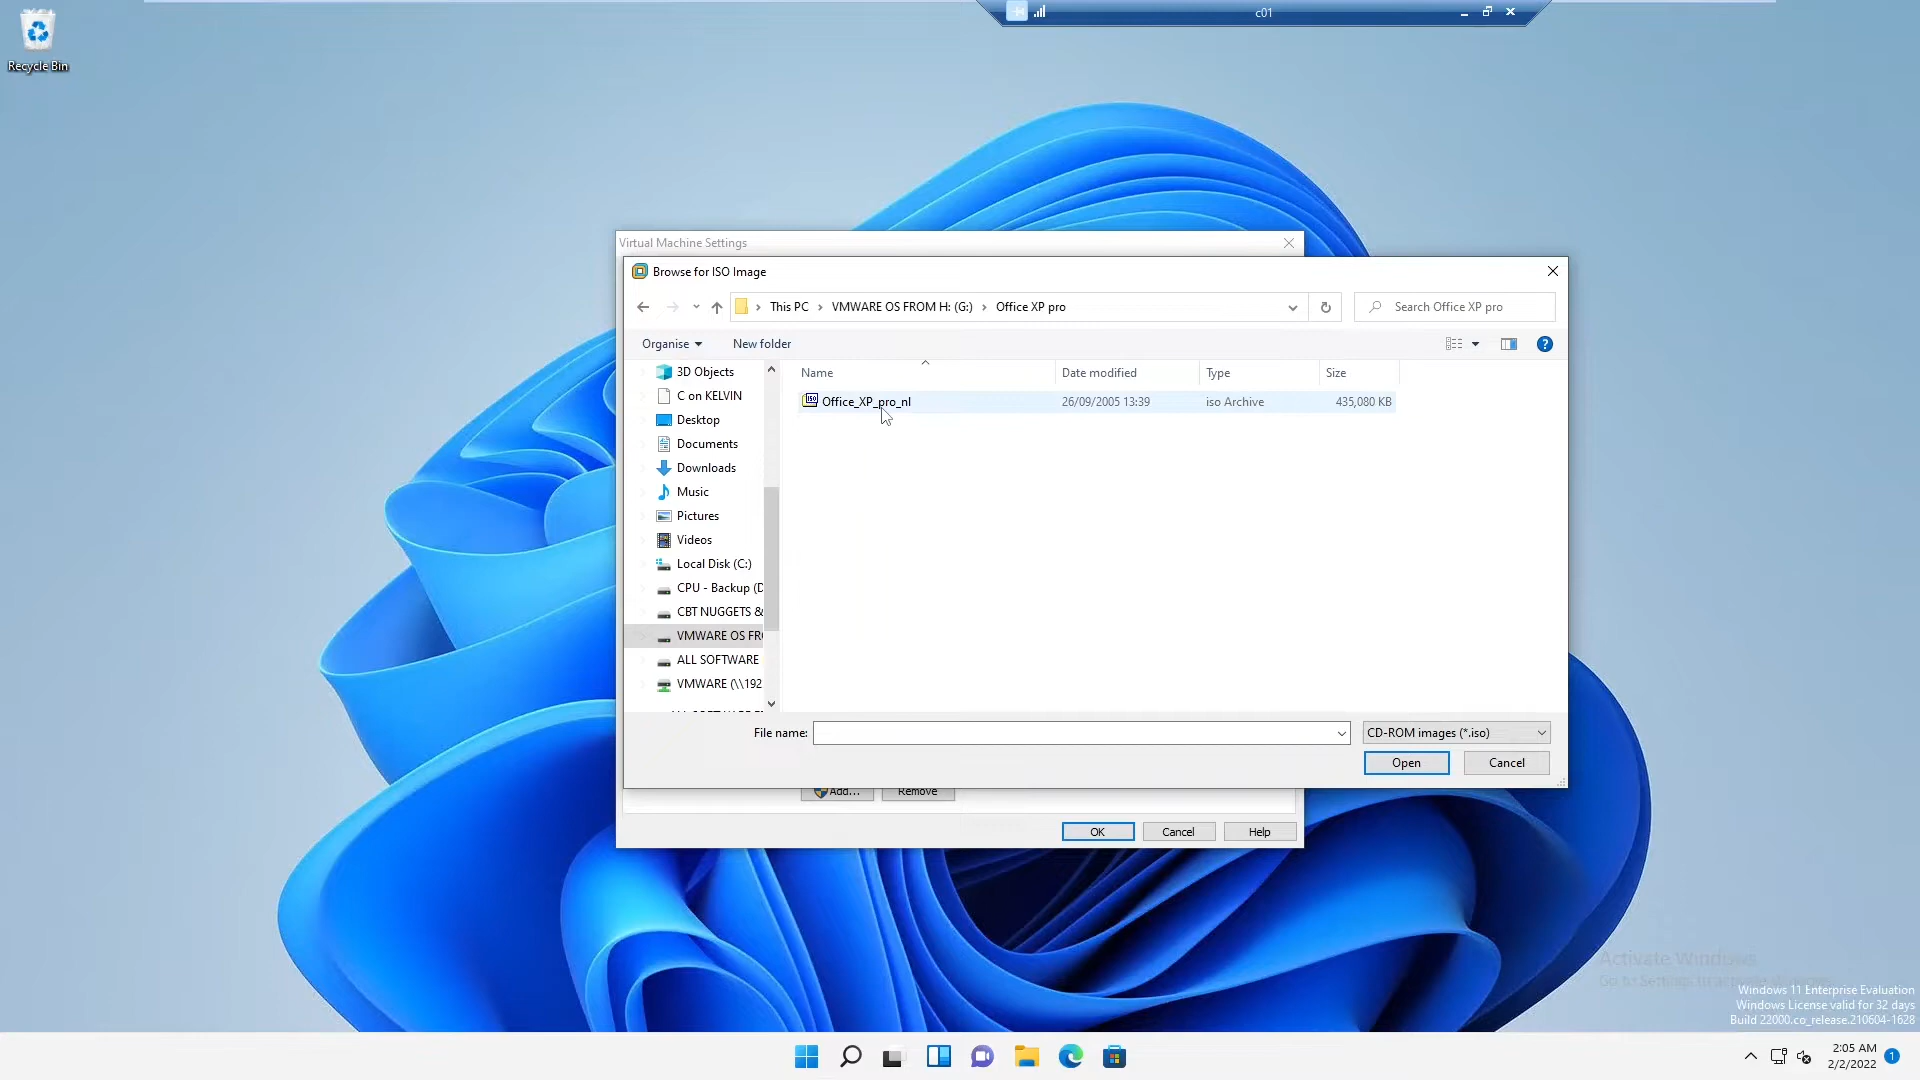 Recycle Bin
c01
Virtual Machine Settings
Browse for ISO Image
This PC
VMWARE OS FROM H: (G:)
Office XP pro
Search Office XP pro
Organise
New folder
3D Objects
C on KELVIN
Desktop
Documents
Downloads
Music
Pictures
Videos
Local Disk (C:)
CPU - Backup (D
CBT NUGGETS &
VMWARE OS FRO
ALL SOFTWARE
VMWARE (\\192
Name
Date modified
Type
Size
Office_XP_pro_nl
26/09/2005 13:39
iso Archive
435,080 KB
File name:
CD-ROM images (*.iso)
Open
Cancel
Add...
Remove
OK
Cancel
Help
Activate Windows
Go to Settings to
Windows 11 Enterprise Evaluation
Windows License valid for 32 days
Build 22000.co_release.210604-1628
2:05 AM
2/2/2022
1